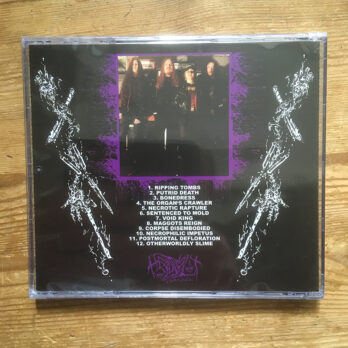 1. RIPPING TOMBS
2. PUTRID DEATH
3. BONEDRESS
4. THE ORGAN'S CRAWLER
5. NECROTIC RAPTURE
6. SENTENCED TO MOLD
7. VOID KING
8. MAGGOTS REIGN
9. CORPSE DISEMBODIED
10. NECROPHILIC IMPETUS
11. POSTMORTAL DEFLORATION
12. OTHERWORLDLY SLIME